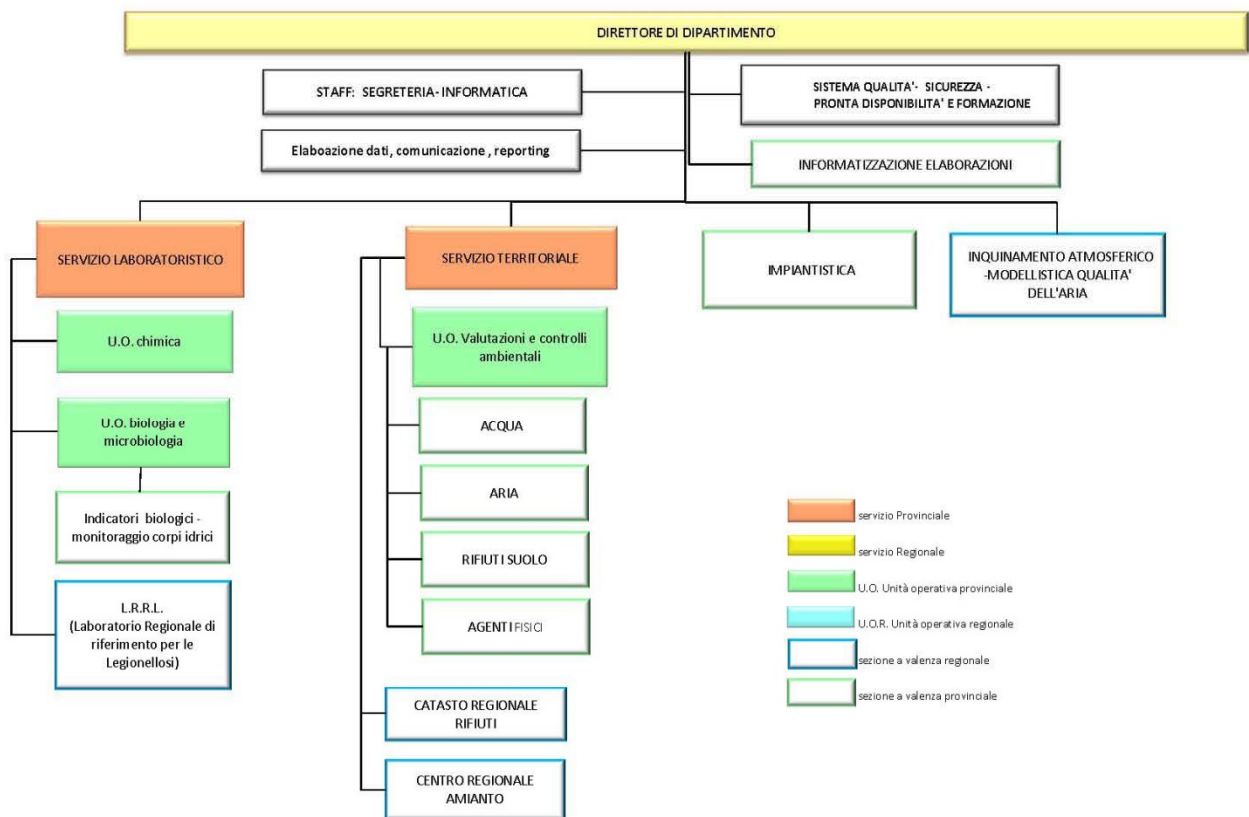 DIRETTORE DI DIPARTIMENTO
STAFF: SEGRETERIA- INFORMATICA
SISTEMA QUALITA'- SICUREZZA -
PRONTA DISPONIBILITA' E FORMAZIONE
Elaboazione dati, comunicazione , reporting
INFORMATIZZAZIONE ELABORAZIONI
SERVIZIO LABORATORISTICO
SERVIZIO TERRITORIALE
IMPIANTISTICA
INQUINAMENTO ATMOSFERICO
-MODELLISTICA QUALITA'
DELL'ARIA
U.O. chimica
U.O. biologia e
microbiologia
Indicatori biologici -
monitoraggio corpi idrici
L.R.R.L.
(Laboratorio Regionale di
riferimento per le
Legionellosi)
U.O. Valutazioni e controlli
ambientali
ACQUA
ARIA
RIFIUTI SUOLO
AGENTI FISICI
CATASTO REGIONALE
RIFIUTI
CENTRO REGIONALE
AMIANTO
servizio Provinciale
servizio Regionale
U.O. Unità operativa provinciale
U.O.R. Unità operativa regionale
sezione a valenza regionale
sezione a valenza provinciale